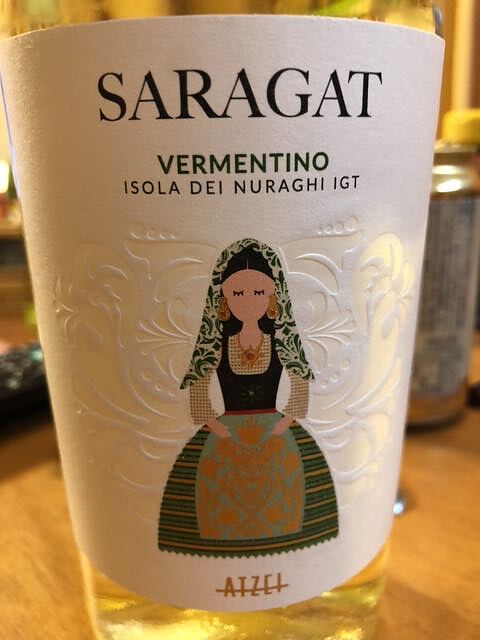 SARAGAT
VERMENTINO
ISOLA DEI NURAGHI IGT
ATZEI